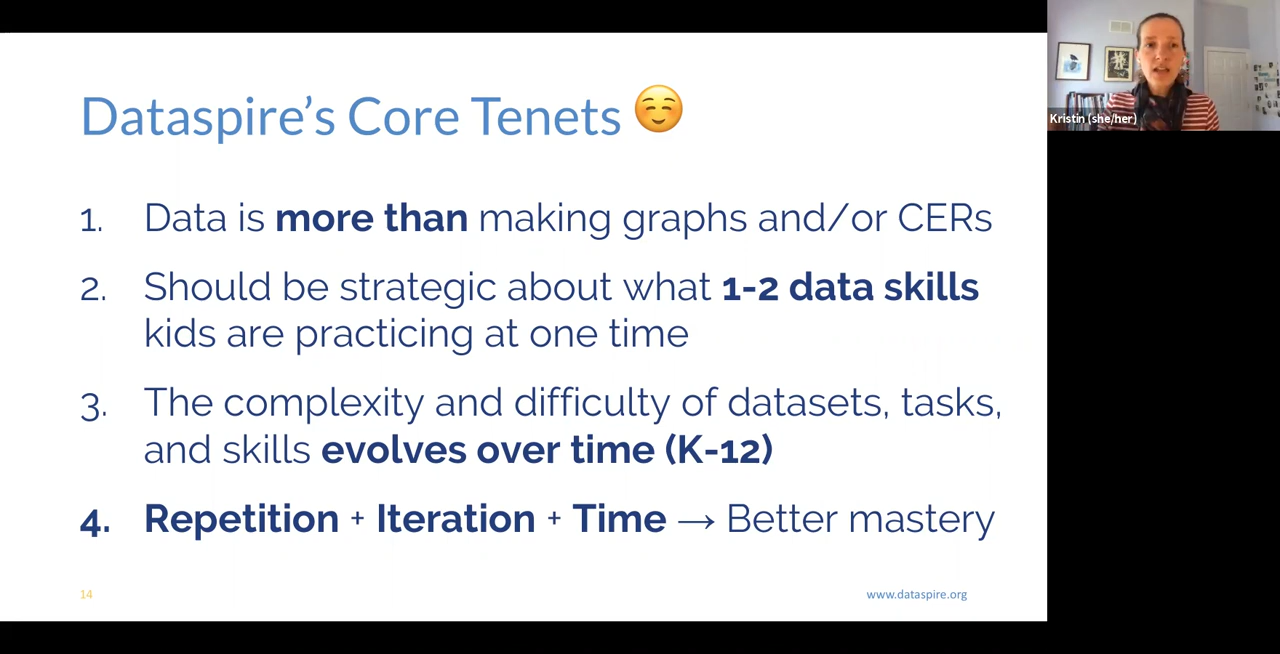 Dataspire's Core Tenets
1. Data is more than making graphs and/or CERs
2. Should be strategic about what 1-2 data skills
kids are practicing at one time
3. The complexity and difficulty of datasets, tasks,
and skills evolves over time (K-12)
4. Repetition + Iteration + Time → Better mastery
14
www.dataspire.org
Kristin (she/her)